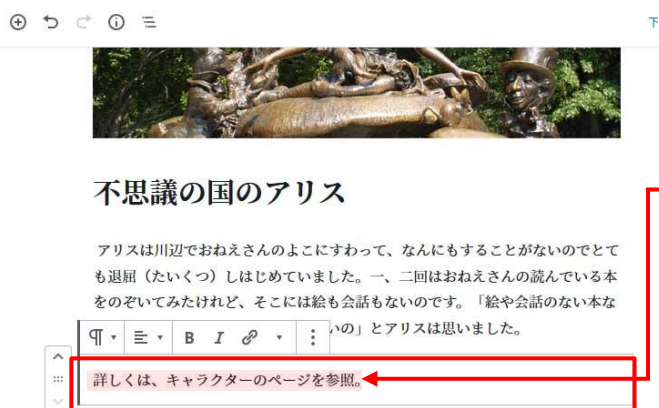 下
不思議の国のアリス
アリスは川辺でおねえさんのよこにすわって、なんにもすることがないのでとて
も退屈（たいくつ）しはじめていました。一、二回はおねえさんの読んでいる本
をのぞいてみたけれど、そこには絵も会話もないのです。「絵や会話のない本な
いの」とアリスは思いました。
B I
詳しくは、キャラクターのページを参照。